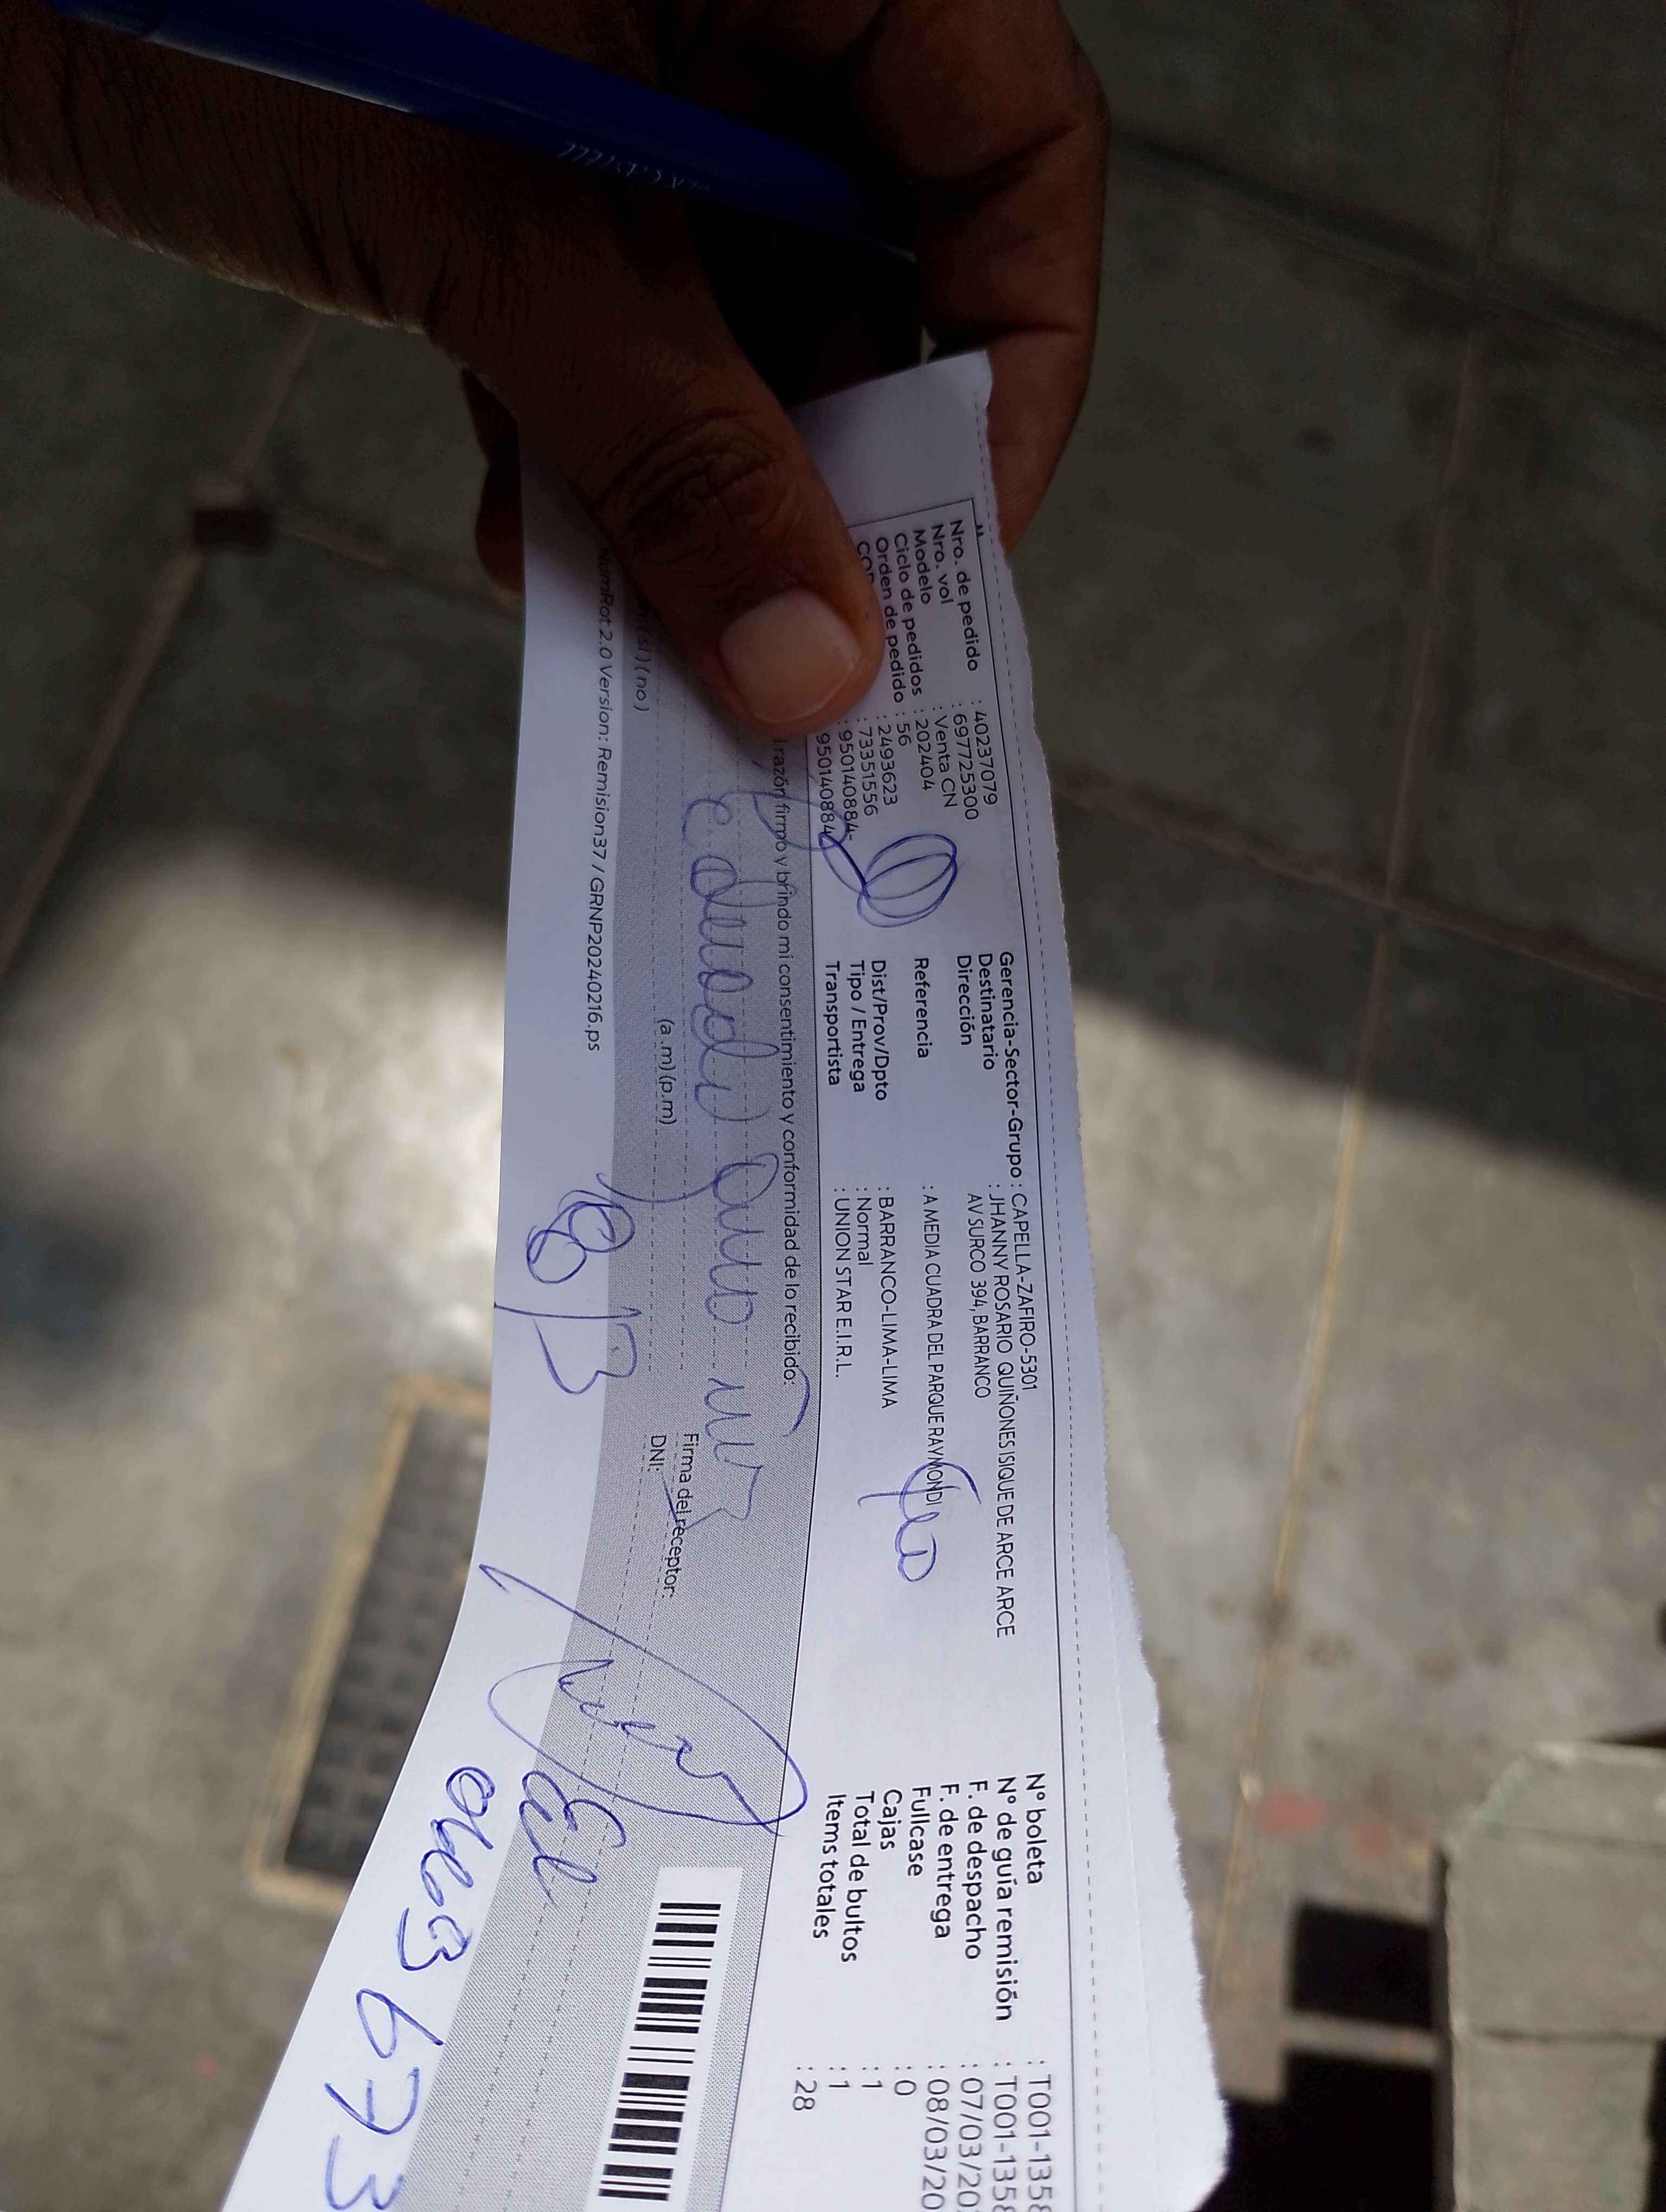 Nro. de pedido : 40237079
Nro. vol : 697725300
Modelo : Venta CN
Ciclo de pedidos : 202404
Orden de pedido : 56
: 2493623
: 73351556
: 950140884-
: 950140884
Gerencia-Sector-Grupo : CAPELLA-ZAFIRO-5301
Destinatario : JHANNY ROSARIO QUIÑONES ISIQUE DE ARCE ARCE
Dirección AV SURCO 394, BARRANCO
Referencia : A MEDIA CUADRA DEL PARQUE RAYMONDI
Dist/Prov/Dpto : BARRANCO-LIMA-LIMA
Tipo / Entrega : Normal
Transportista : UNION STAR E.I.R.L.
N° boleta : T001-1358
N° de guía remisión : T001-1358
F. de despacho : 07/03/20
F. de entrega : 08/03/20
Fullcase : 0
Cajas : 1
Total de bultos : 1
Items totales : 28
razón firmo y brindo mi consentimiento y conformidad de lo recibido:
Firma del receptor:
(si) (no)
(a.m) (p.m)
DNI:
8/3
673
2.0 Version: Remision37 / GRNP20240216.ps